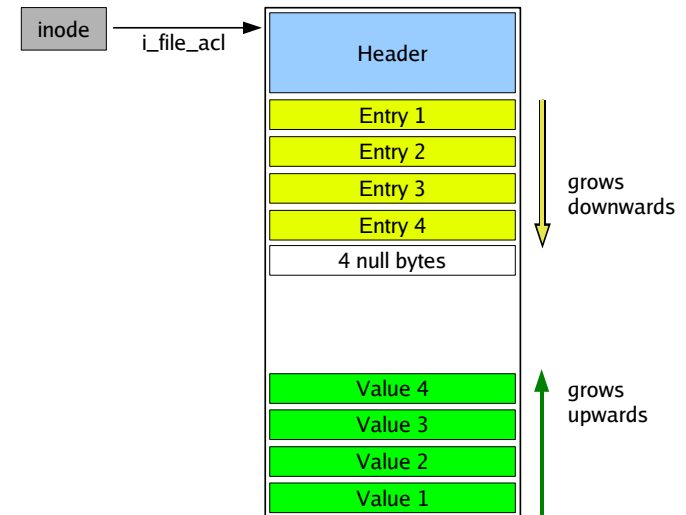 inode
i_file_acl
Header
Entry 1
Entry 2
Entry 3
Entry 4
4 null bytes
grows
downwards
Value 4
Value 3
Value 2
Value 1
grows
upwards